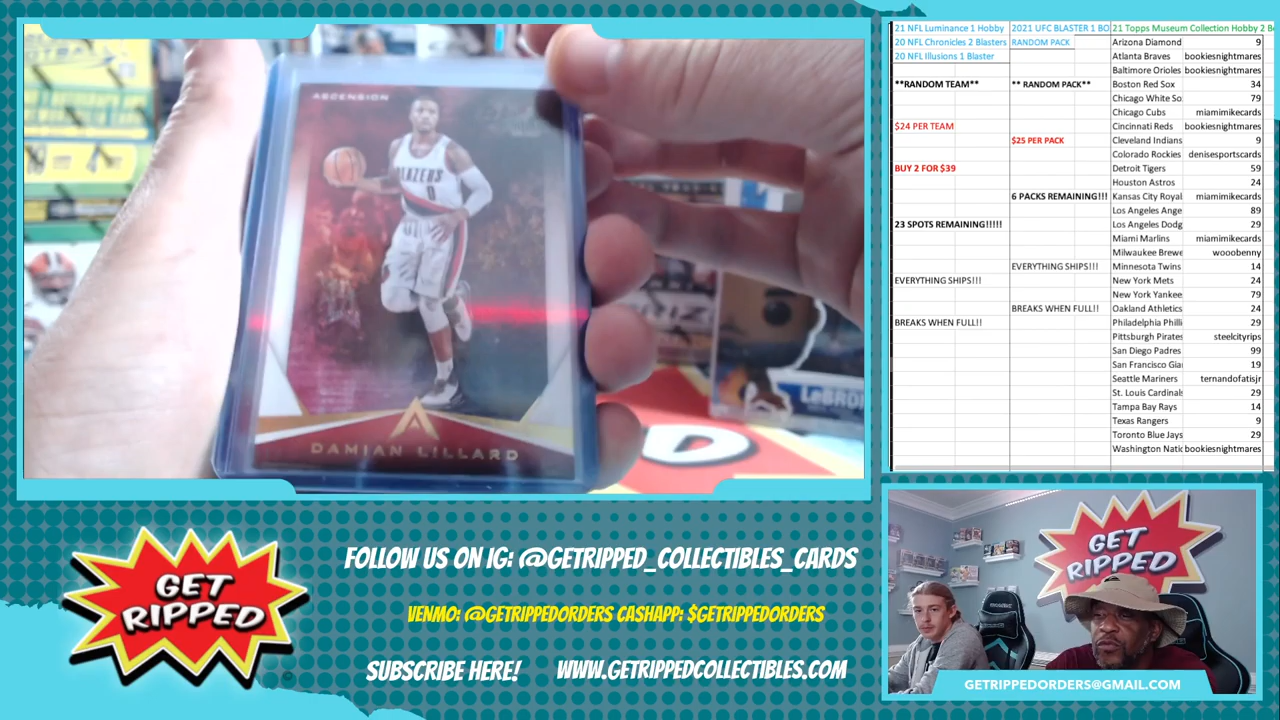 ASCENSION
BLAZERS
0
DAMIAN LILLARD
LEBRO
D
21 NFL Luminance 1 Hobby
20 NFL Chronicles 2 Blasters
20 NFL Illusions 1 Blaster
**RANDOM TEAM**
$24 PER TEAM
BUY 2 FOR $39
23 SPOTS REMAINING!!!!!
EVERYTHING SHIPS!!!
BREAKS WHEN FULL!!
2021 UFC BLASTER 1 BO
RANDOM PACK
** RANDOM PACK**
$25 PER PACK
6 PACKS REMAINING!!!
EVERYTHING SHIPS!!!
BREAKS WHEN FULL!!
21 Topps Museum Collection Hobby 2 B
Arizona Diamond 9
Atlanta Braves bookiesnightmares
Baltimore Orioles bookiesnightmares
Boston Red Sox 34
Chicago White So 79
Chicago Cubs miamimikecards
Cincinnati Reds bookiesnightmares
Cleveland Indians 9
Colorado Rockies denisesportscards
Detroit Tigers 59
Houston Astros 24
Kansas City Royal miamimikecards
Los Angeles Ange 89
Los Angeles Dodg 29
Miami Marlins miamimikecards
Milwaukee Brewe wooobenny
Minnesota Twins 14
New York Mets 24
New York Yankee 79
Oakland Athletics 24
Philadelphia Philli 29
Pittsburgh Pirates steelcityrips
San Diego Padres 99
San Francisco Gia 19
Seattle Mariners ternandofatisjr
St. Louis Cardinals 29
Tampa Bay Rays 14
Texas Rangers 9
Toronto Blue Jays 29
Washington Natic bookiesnightmares
GET
RIPPED
FOLLOW US ON IG: @GETRIPPED_COLLECTIBLES_CARDS
VENMO: @GETRIPPEDORDERS CASHAPP: $GETRIPPEDORDERS
SUBSCRIBE HERE! WWW.GETRIPPEDCOLLECTIBLES.COM
GET
RIPPED
GETRIPPEDORDERS@GMAIL.COM